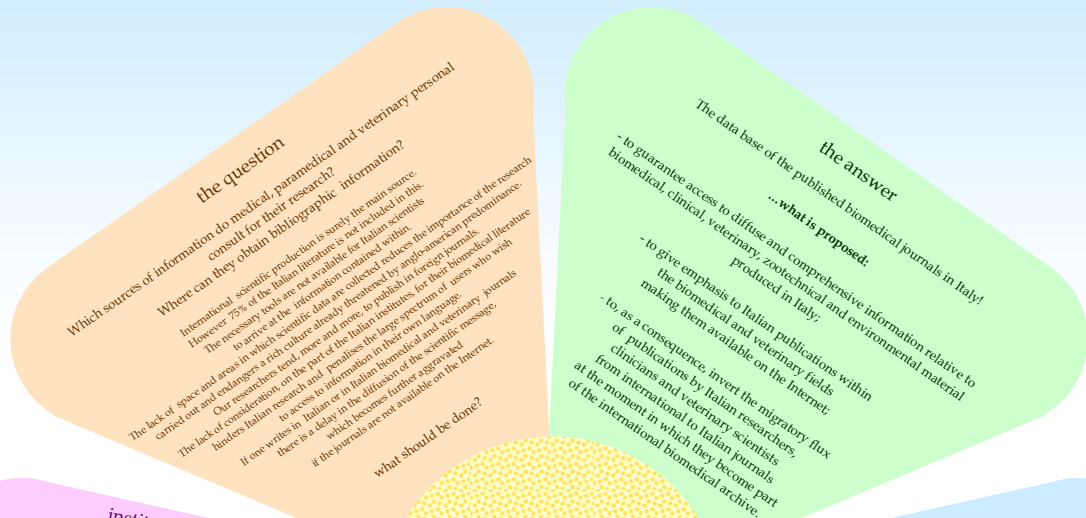 the question
Which sources of information do medical, paramedical and veterinary personal
consult for their research?
Where can they obtain bibliographic information?
International scientific production is surely the main source.
However 75% of the Italian literature is not included in this.
The necessary tools are not available for Italian scientists
to arrive at the information contained within.
The lack of space and areas in which scientific data are collected reduces the importance of the research
carried out and endangers a rich culture already threatened by anglo-american predominance.
Our researchers tend, more and more, to publish in foreign journals.
The lack of consideration, on the part of the Italian institutes, for their biomedical literature
hinders Italian research and penalises the large spectrum of users who wish
to access to information in their own language.
If one writes in Italian or in Italian biomedical and veterinary journals
there is a delay in the diffusion of the scientific message,
which becomes further aggravated
if the journals are not available on the Internet.
what should be done?
the answer
The data base of the published biomedical journals in Italy!
...what is proposed:
- to guarantee access to diffuse and comprehensive information relative to
biomedical, clinical, veterinary, zootechnical and environmental material
produced in Italy;
- to give emphasis to Italian publications within
the biomedical and veterinary fields
making them available on the Internet;
- to, as a consequence, invert the migratory flux
of publications by Italian researchers,
clinicians and veterinary scientists
from international to Italian journals
at the moment in which they become part
of the international biomedical archive.